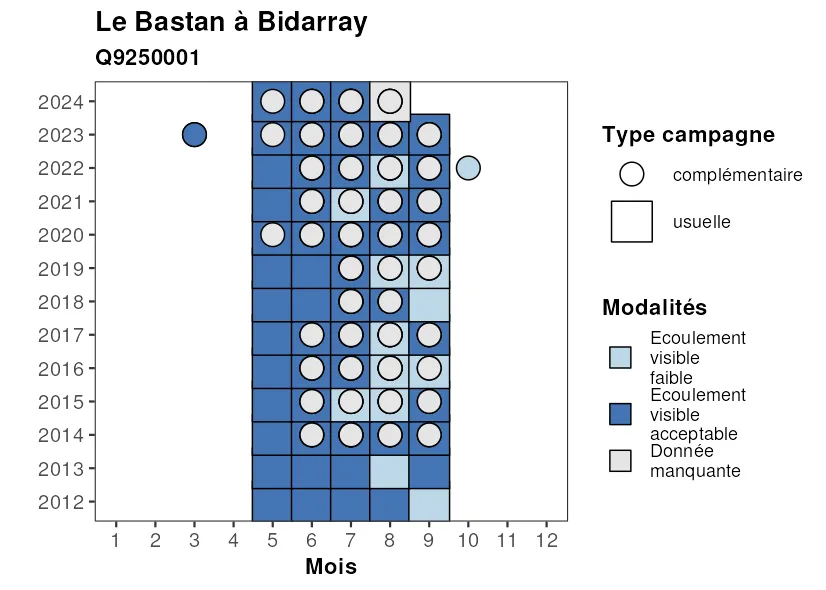 Le Bastan à Bidarray
Q9250001
2024
2023
2022
2021
2020
2019
2018
2017
2016
2015
2014
2013
2012
1 2 3 4 5 6 7 8 9 10 11 12
Mois
Type campagne
complémentaire
usuelle
Modalités
Ecoulement
visible
faible
Ecoulement
visible
acceptable
Donnée
manquante